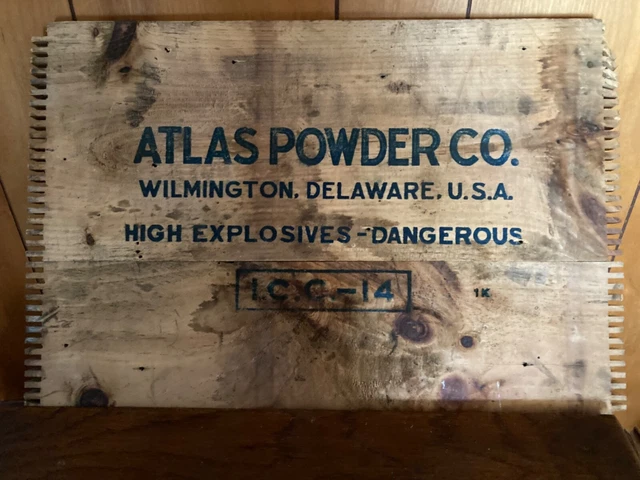 ATLAS POWDER CO.
WILMINGTON, DELAWARE, U.S.A.
HIGH EXPLOSIVES-DANGEROUS
I.C.C.-14 1K